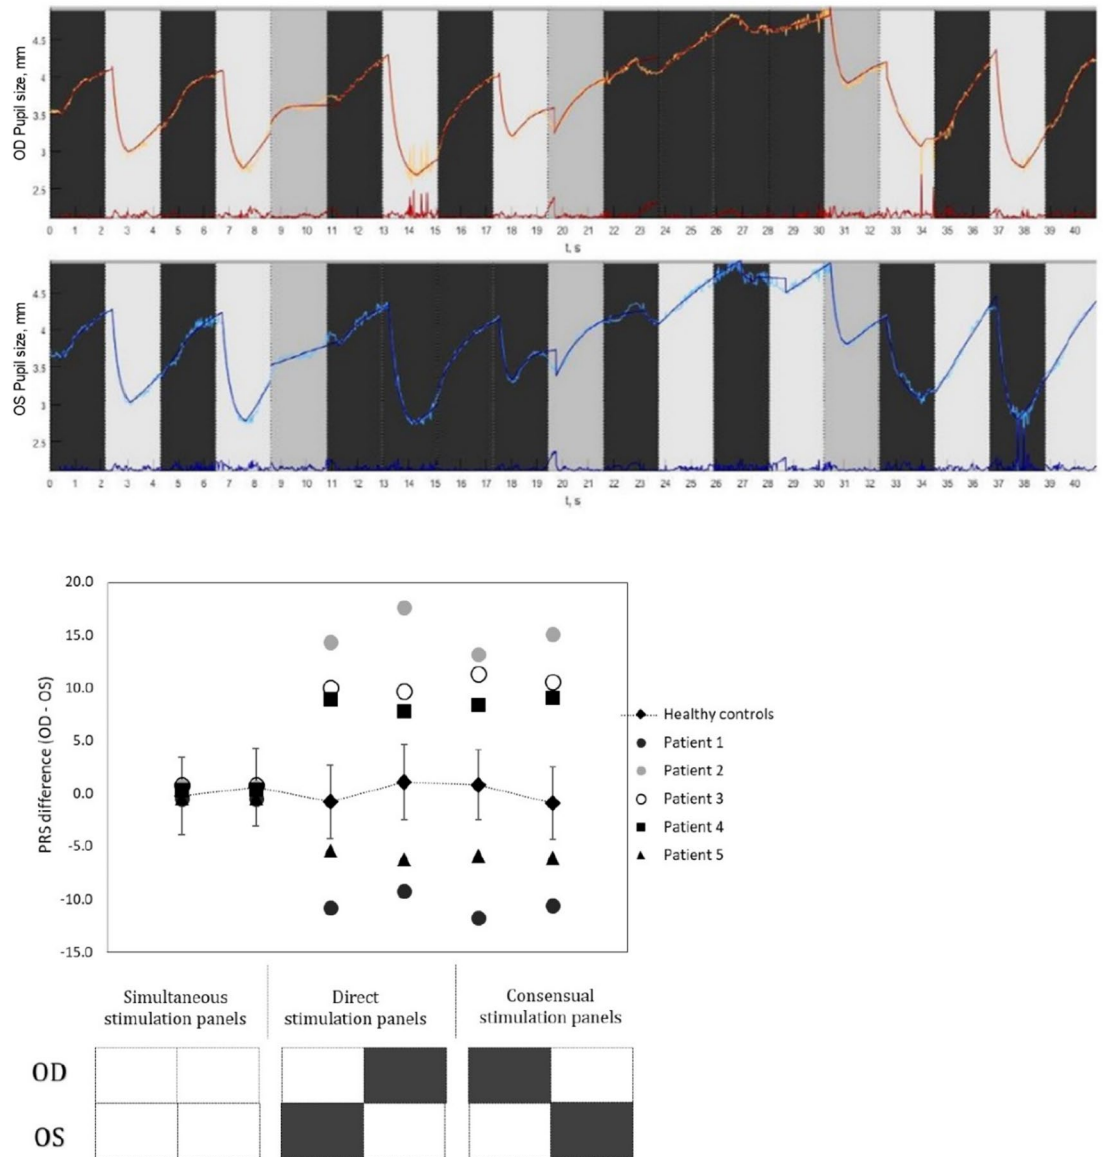 OD Pupil size, mm
4.5
4
3.5
3
2.5
0 1 2 3 4 5 6 7 8 9 10 11 12 13 14 15 16 17 18 19 20 21 22 23 24 25 26 27 28 29 30 31 32 33 34 35 36 37 38 39 40
t, s
OS Pupil size, mm
4.5
4
3.5
3
2.5
0 1 2 3 4 5 6 7 8 9 10 11 12 13 14 15 16 17 18 19 20 21 22 23 24 25 26 27 28 29 30 31 32 33 34 35 36 37 38 39 40
t, s
PRS difference (OD - OS)
20.0
15.0
10.0
5.0
0.0
-5.0
-10.0
-15.0
Healthy controls
Patient 1
Patient 2
Patient 3
Patient 4
Patient 5
Simultaneous
stimulation panels
Direct
stimulation panels
Consensual
stimulation panels
OD
OS